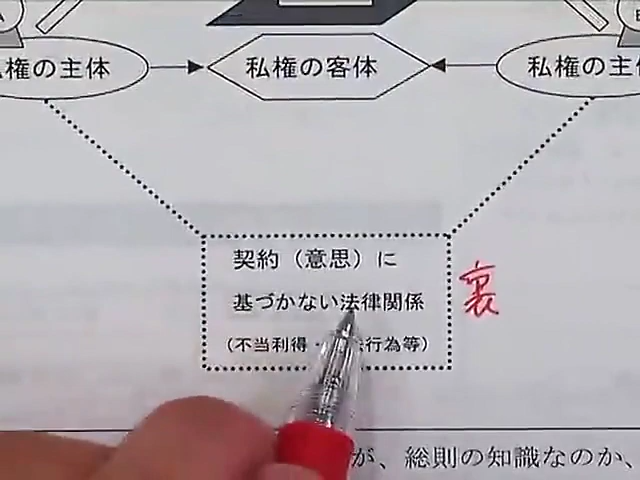 権の主体
私権の客体
私権の主
契約（意思）に
基づかない法律関係
（不当利得・行為等）
裏
が、総則の知識なのか、